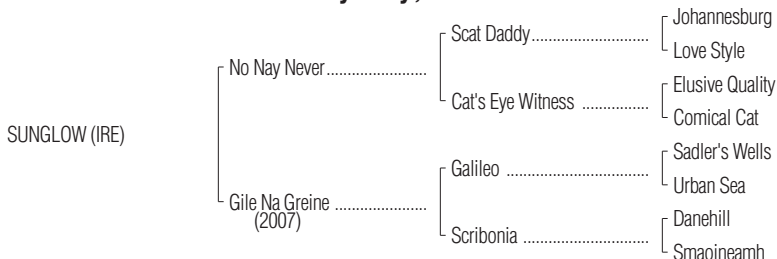 SUNGLOW (IRE)
No Nay Never
Gile Na Greine
(2007)
Scat Daddy
Cat's Eye Witness
Galileo
Scribonia
Johannesburg
Love Style
Elusive Quality
Comical Cat
Sadler's Wells
Urban Sea
Danehill
Smaoineamh